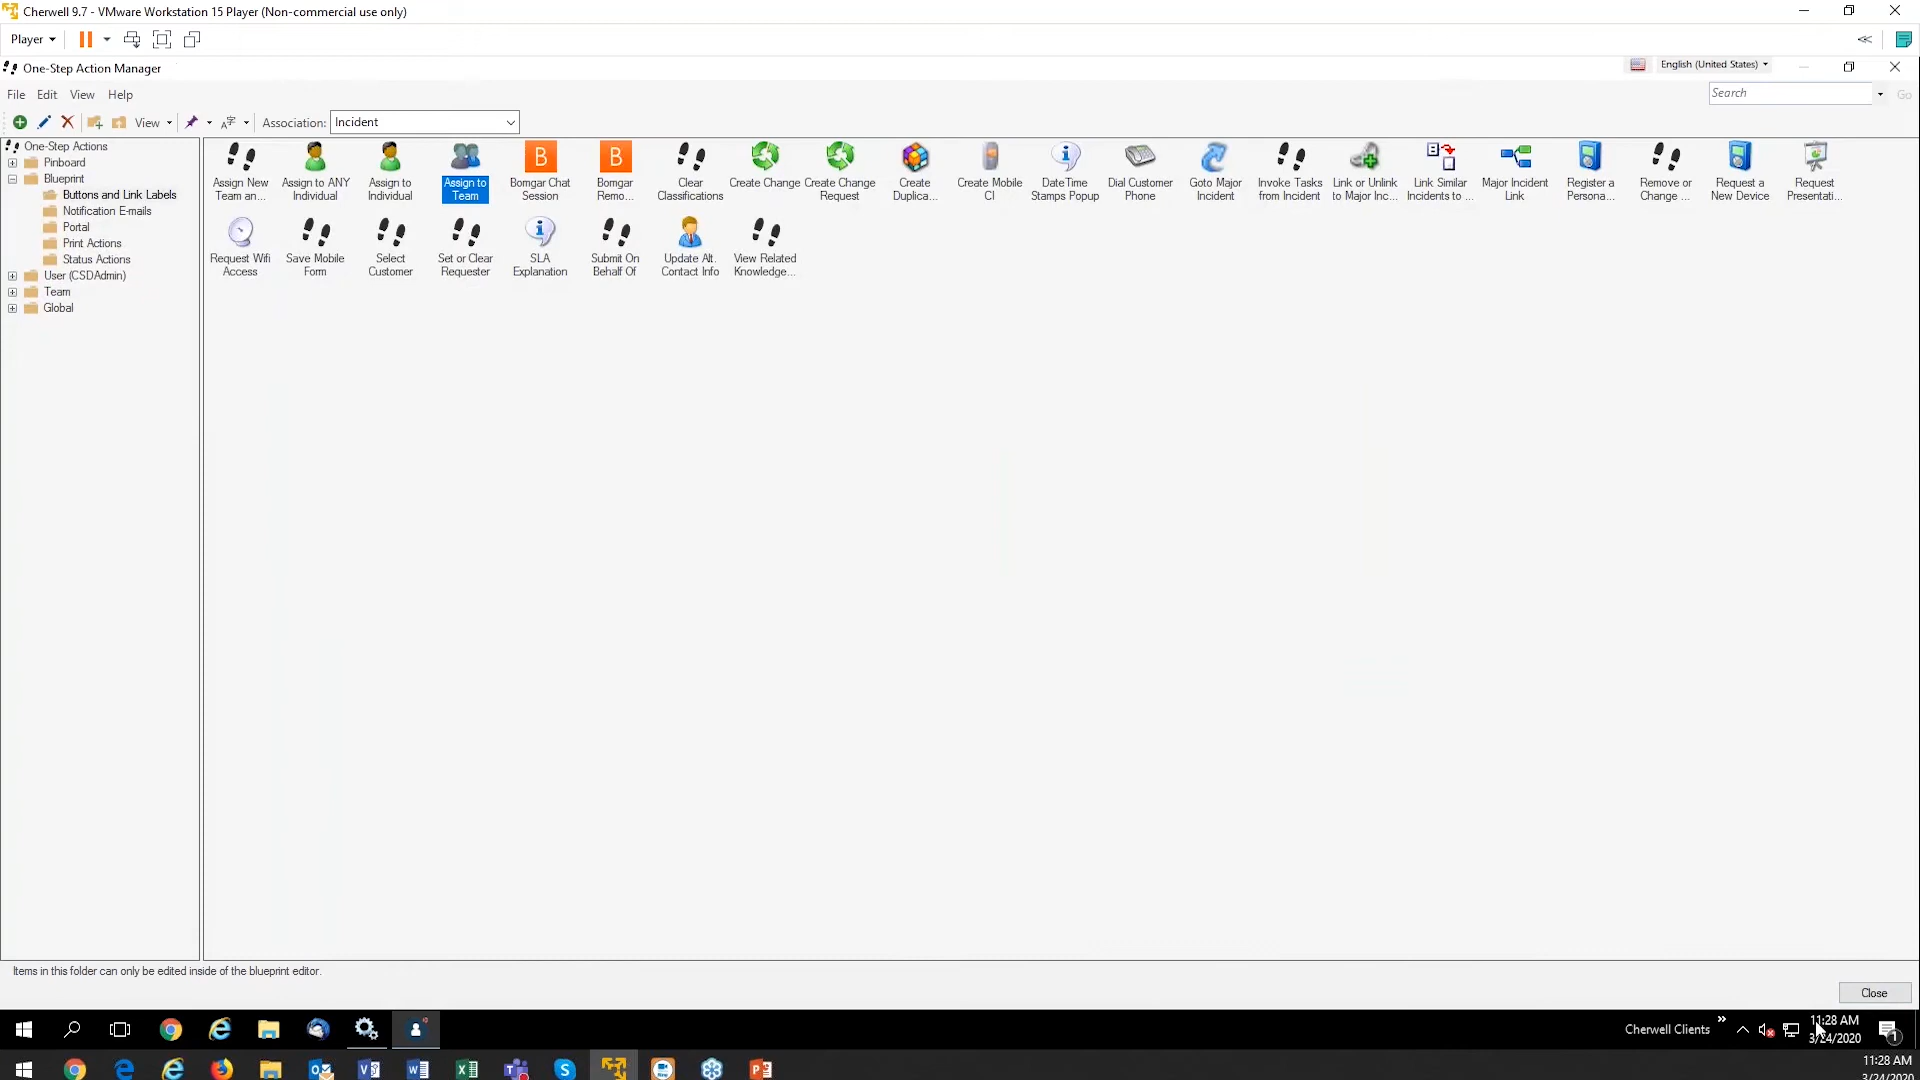 Cherwell 9.7 - VMware Workstation 15 Player (Non-commercial use only)
Player
One-Step Action Manager
English (United States)
File Edit View Help
Search
Go
View
Association: Incident
One-Step Actions
Pinboard
Blueprint
Buttons and Link Labels
Notification E-mails
Portal
Print Actions
Status Actions
User (CSDAdmin)
Team
Global
Assign New Team an...
Assign to ANY Individual
Assign to Individual
Assign to Team
Bomgar Chat Session
Bomgar Remo...
Clear Classifications
Create Change
Create Change Request
Create Duplica...
Create Mobile CI
DateTime Stamps Popup
Dial Customer Phone
Goto Major Incident
Invoke Tasks from Incident
Link or Unlink to Major Inc...
Link Similar Incidents to ...
Major Incident Link
Register a Persona...
Remove or Change ...
Request a New Device
Request Presentati...
Request Wifi Access
Save Mobile Form
Select Customer
Set or Clear Requester
SLA Explanation
Submit On Behalf Of
Update Alt. Contact Info
View Related Knowledge...
Items in this folder can only be edited inside of the blueprint editor.
Close
Cherwell Clients
11:28 AM
3/24/2020
1
11:28 AM
3/24/2020